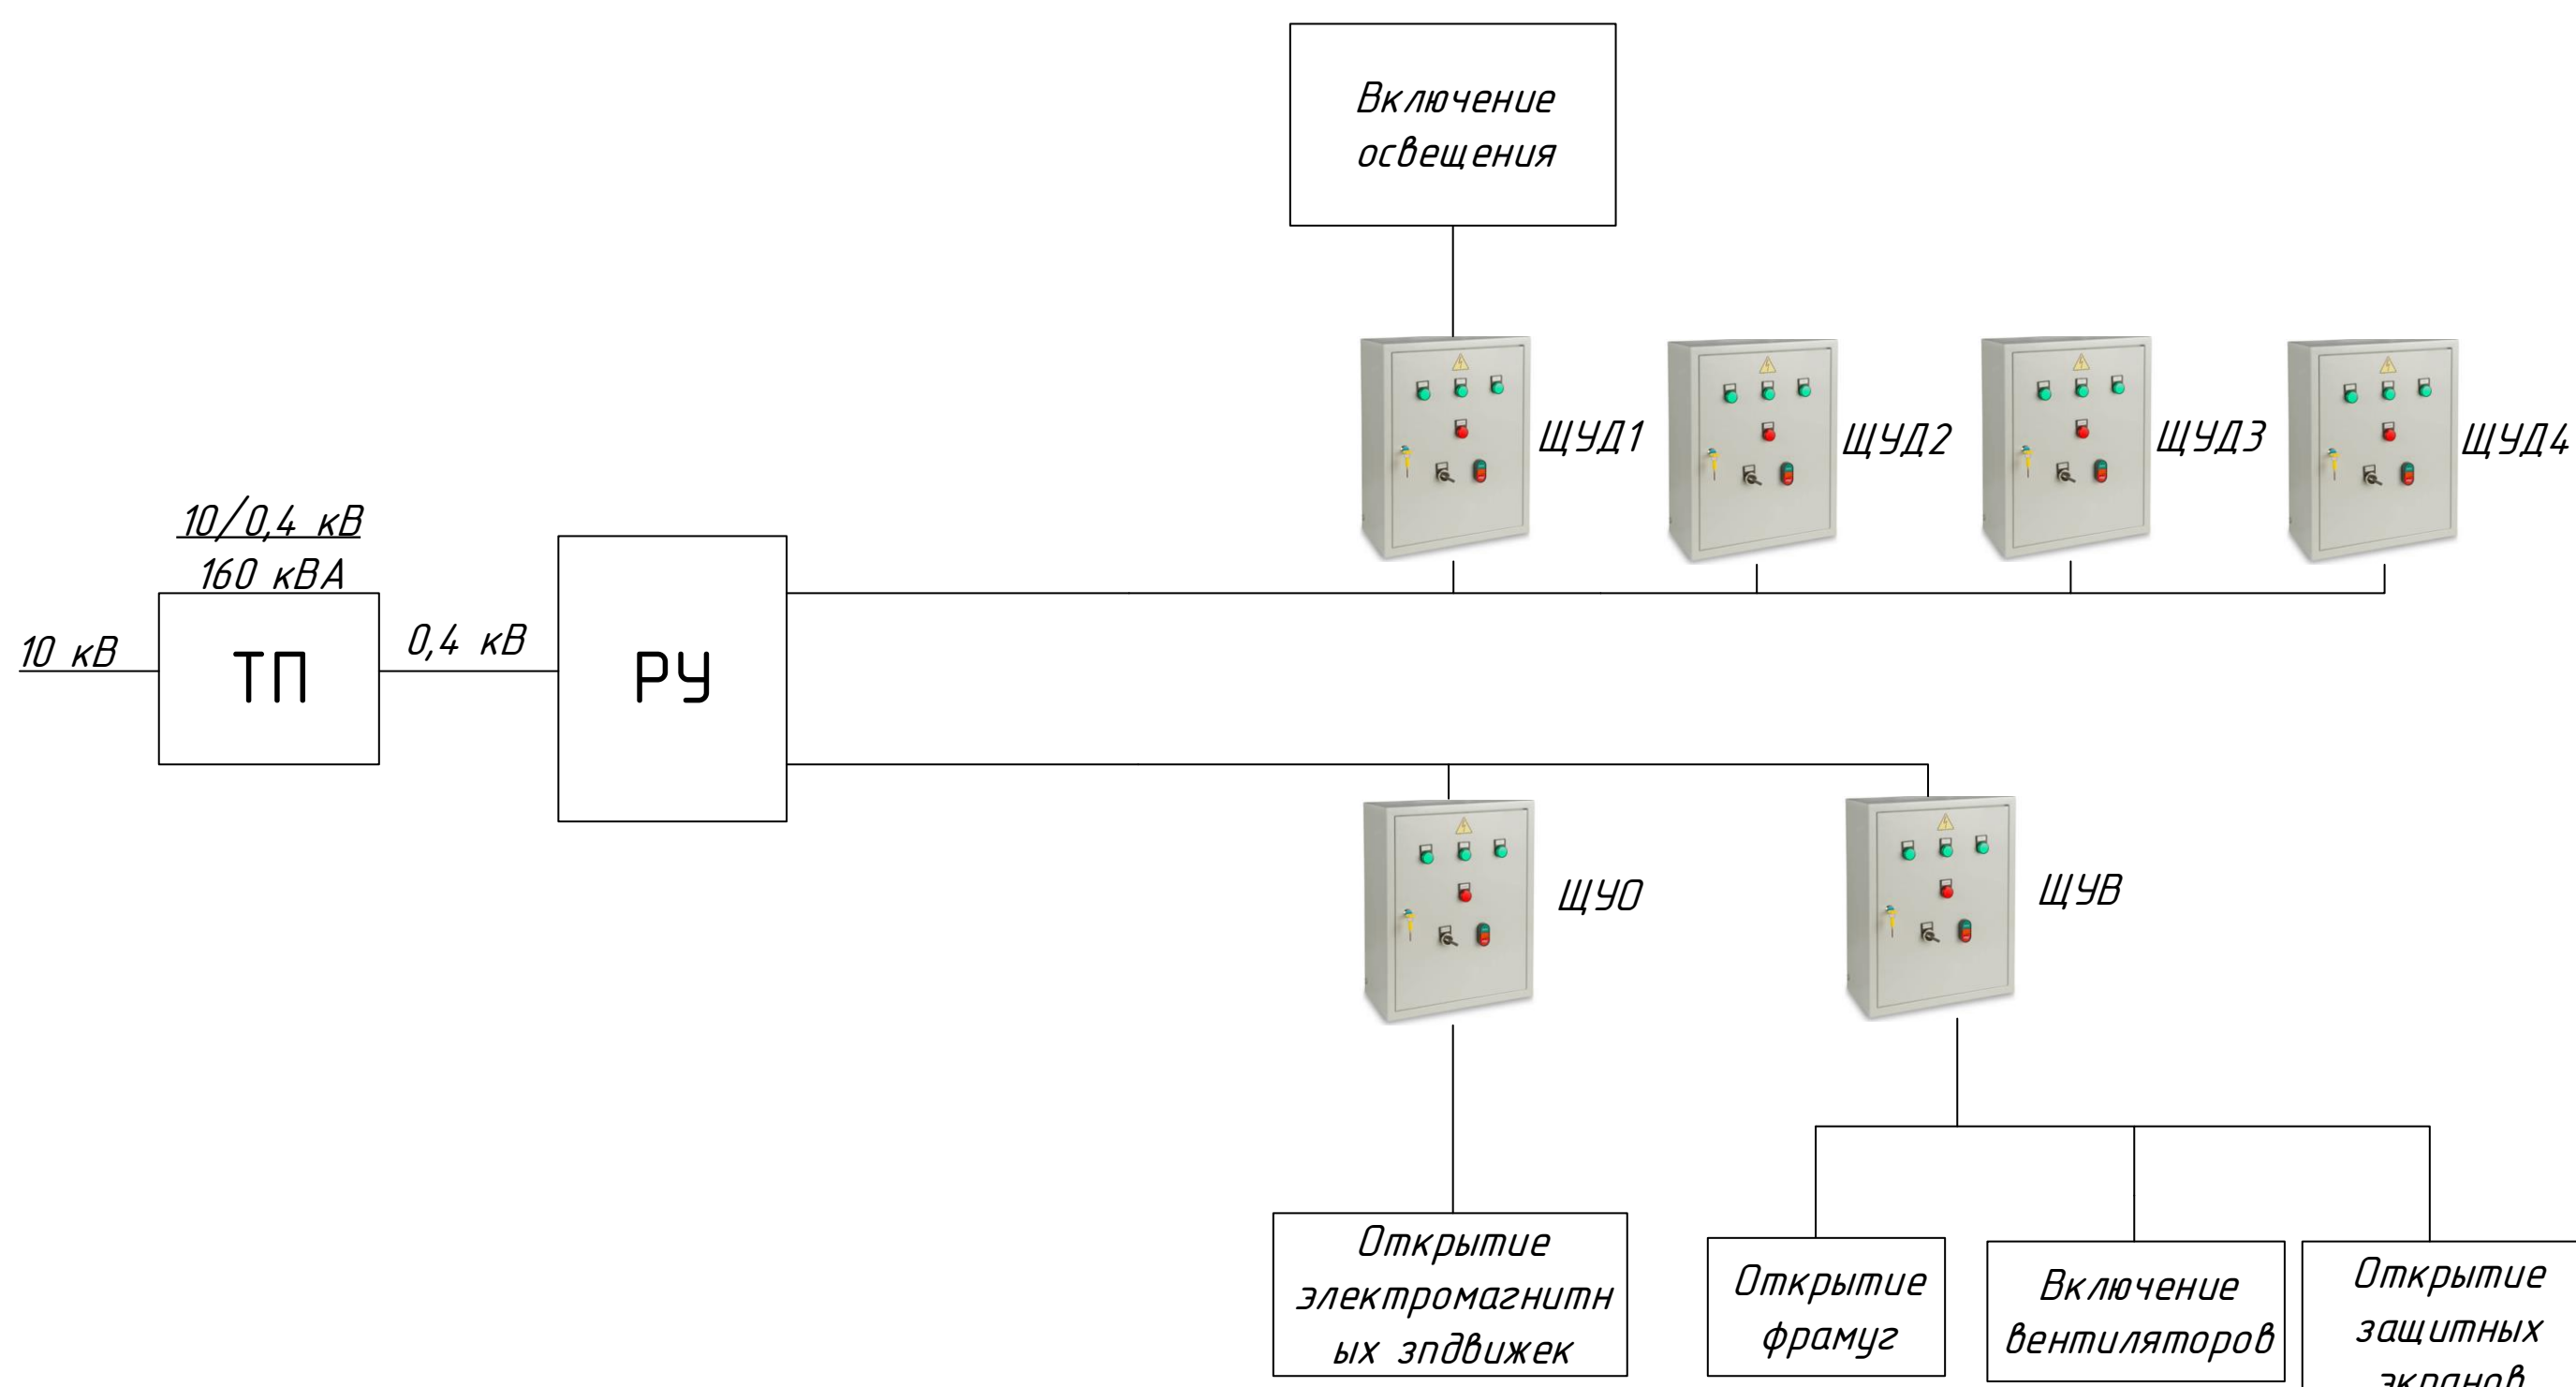 Включение
освещения
ЩУД1
ЩУД2
ЩУД3
ЩУД4
10/0,4 кВ
160 кВА
10 кВ
ТП
0,4 кВ
РУ
ЩУО
ЩУВ
Открытие
электромагнитн
ых зпдвижек
Открытие
фрамуг
Включение
вентиляторов
Открытие
защитных
экранов